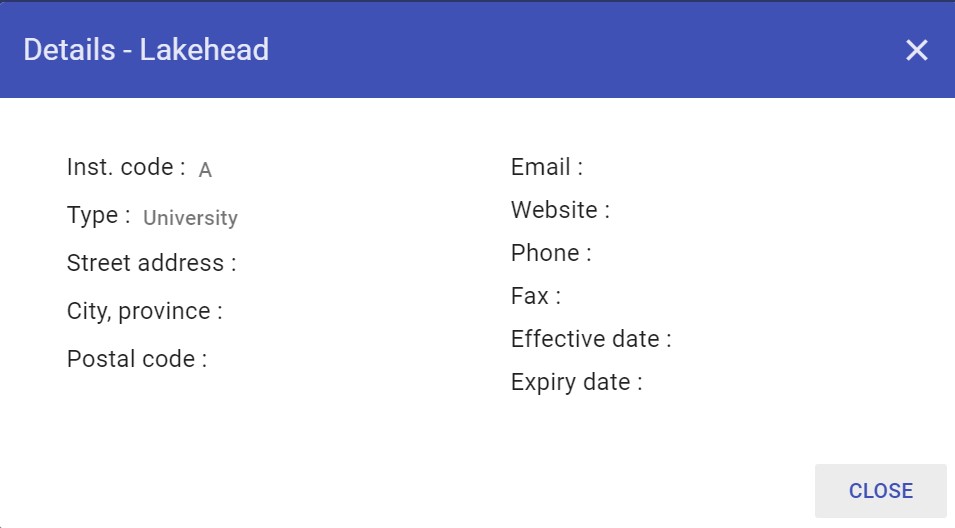 Details - Lakehead
Inst. code : A
Type : University
Street address :
City, province :
Postal code :
Email :
Website :
Phone :
Fax :
Effective date :
Expiry date :
CLOSE